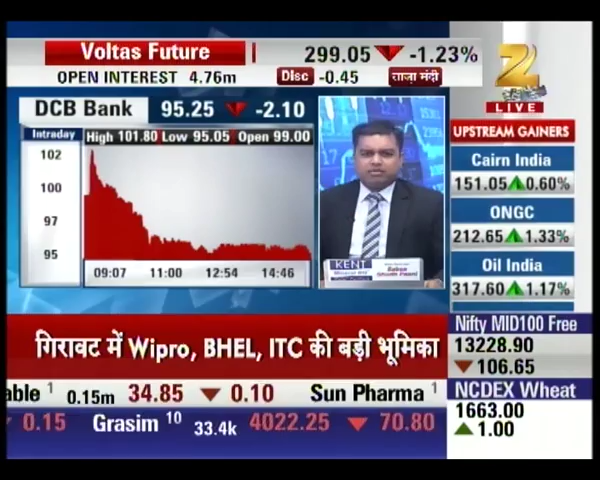 Voltas Future 299.05 -1.23%
OPEN INTEREST 4.76m Disc -0.45 ताज़ा मंदी
LIVE
DCB Bank 95.25 -2.10
Intraday High 101.80 Low 95.05 Open 99.00
102
100
97
95
09:07 11:00 12:54 14:46
KENT
UPSTREAM GAINERS
Cairn India
151.05 0.60%
ONGC
212.65 1.33%
Oil India
317.60 1.17%
गिरावट में Wipro, BHEL, ITC की बड़ी भूमिका
Nifty MID100 Free
13228.90
106.65
able 1 0.15m 34.85 0.10 Sun Pharma 1
0.15 Grasim 10 33.4k 4022.25 70.80
NCDEX Wheat
1663.00
1.00